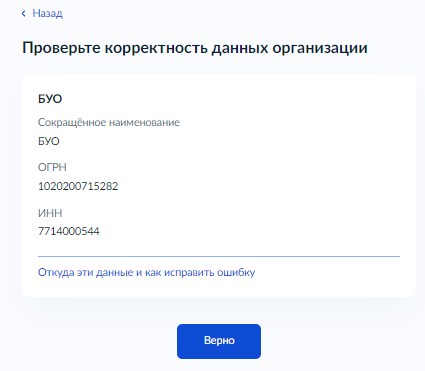 Назад
Проверьте корректность данных организации
БУО
Сокращённое наименование
БУО
ОГРН
1020200715282
ИНН
7714000544
Откуда эти данные и как исправить ошибку
Верно